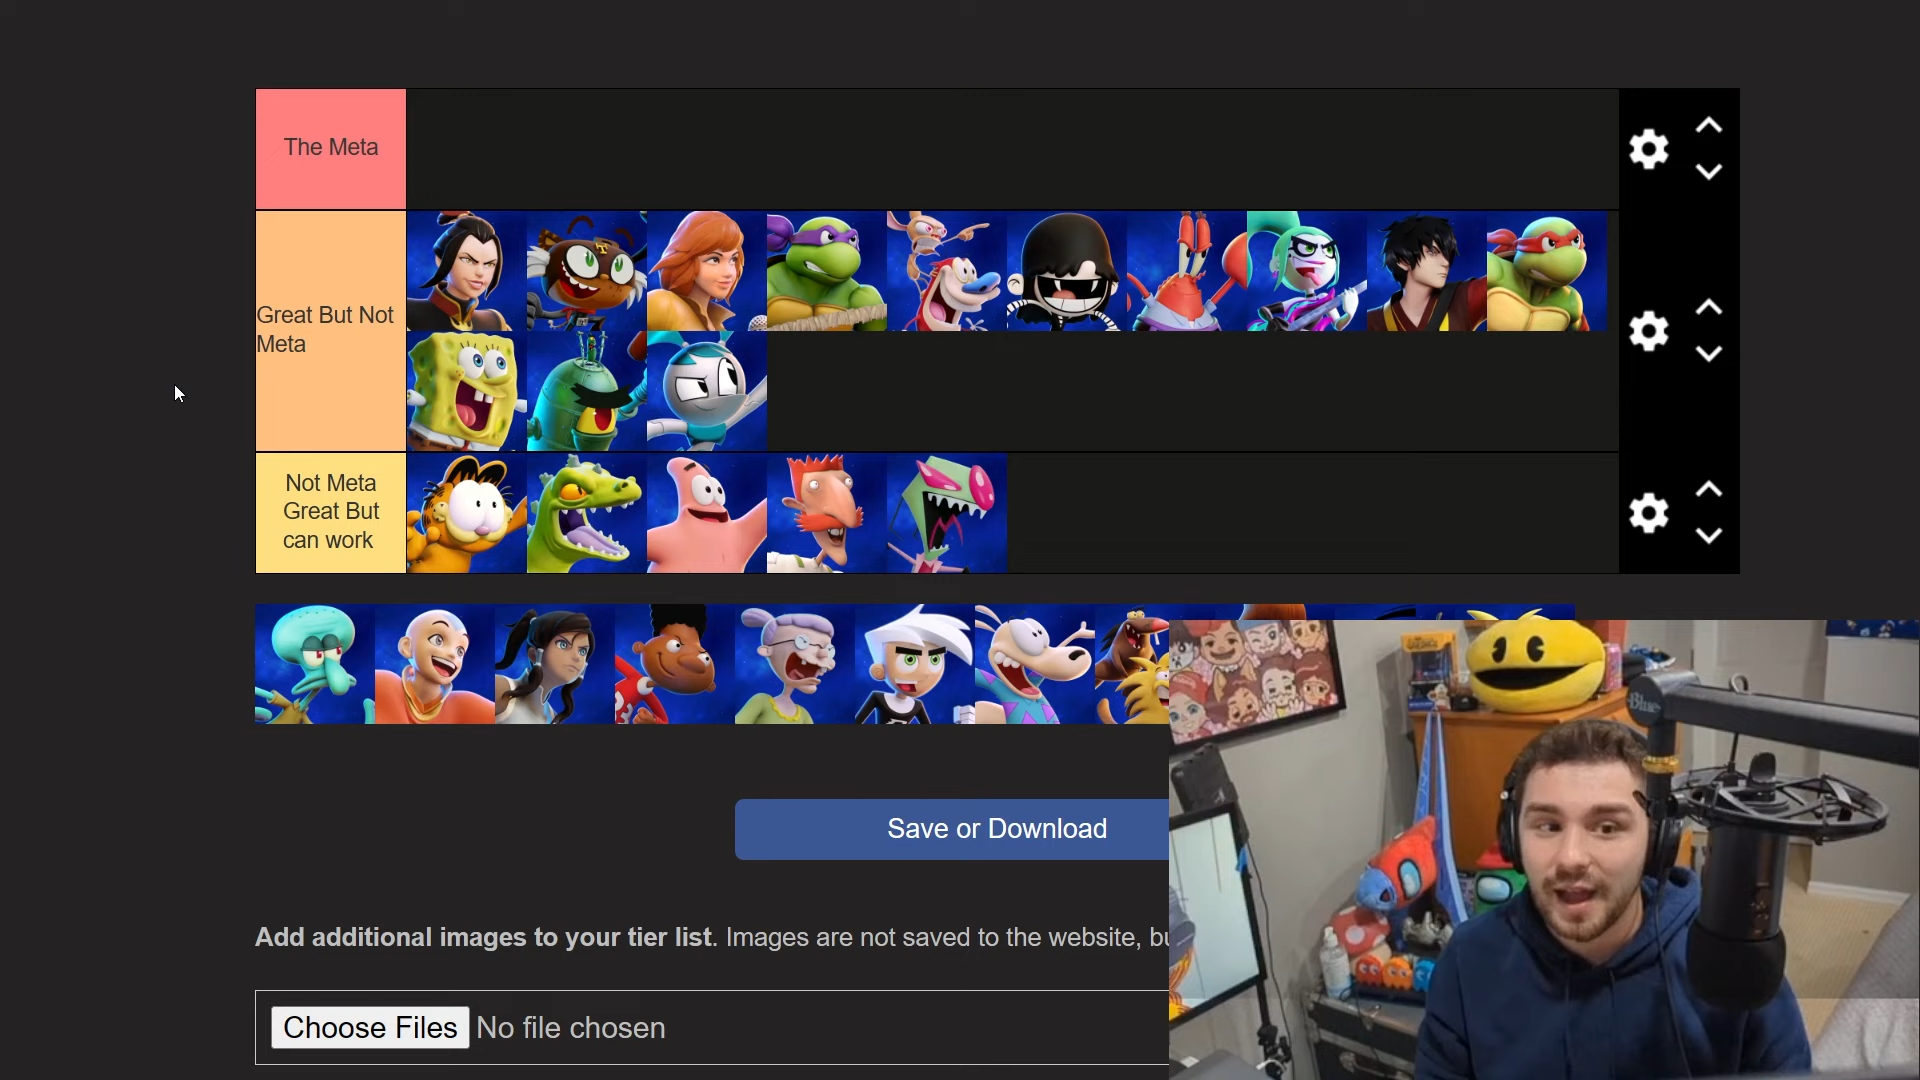 The Meta
Great But Not
Meta
Not Meta
Great But
can work
Save or Download
Add additional images to your tier list. Images are not saved to the website,
Choose Files No file chosen
Blue